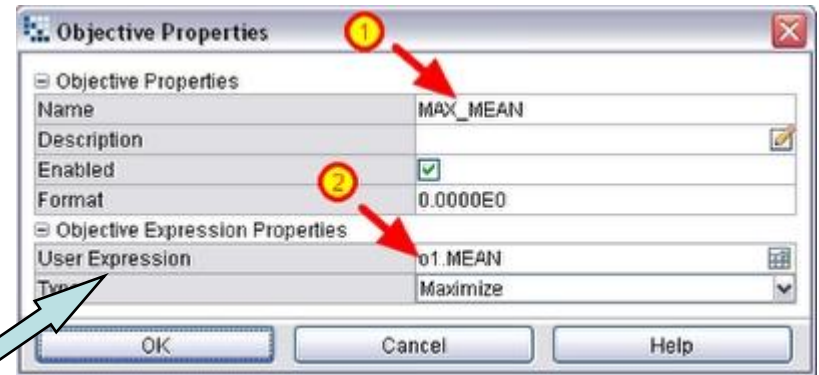 Objective Properties
1
Objective Properties
Name MAX_MEAN
Description
Enabled
Format 0.0000E0
2
Objective Expression Properties
User Expression o1.MEAN
Type Maximize
OK Cancel Help